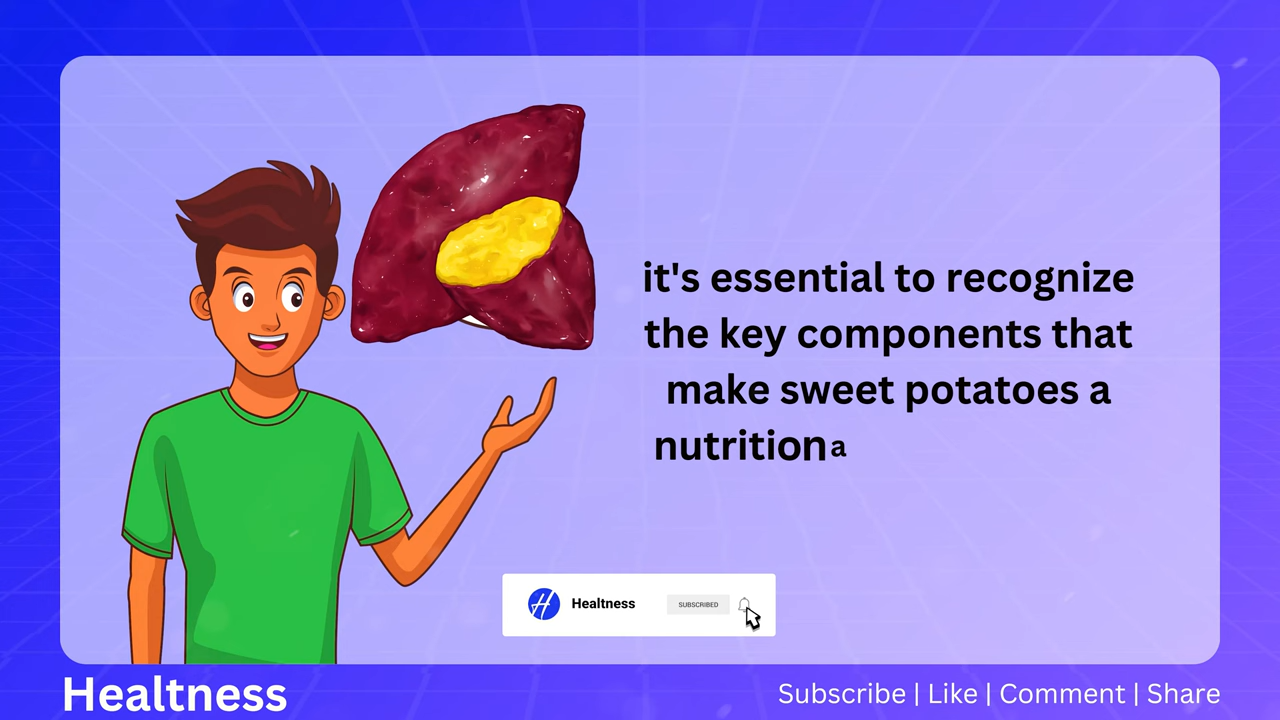 it's essential to recognize
the key components that
make sweet potatoes a
nutritiona
Healtness SUBSCRIBED
Healtness
Subscribe | Like | Comment | Share